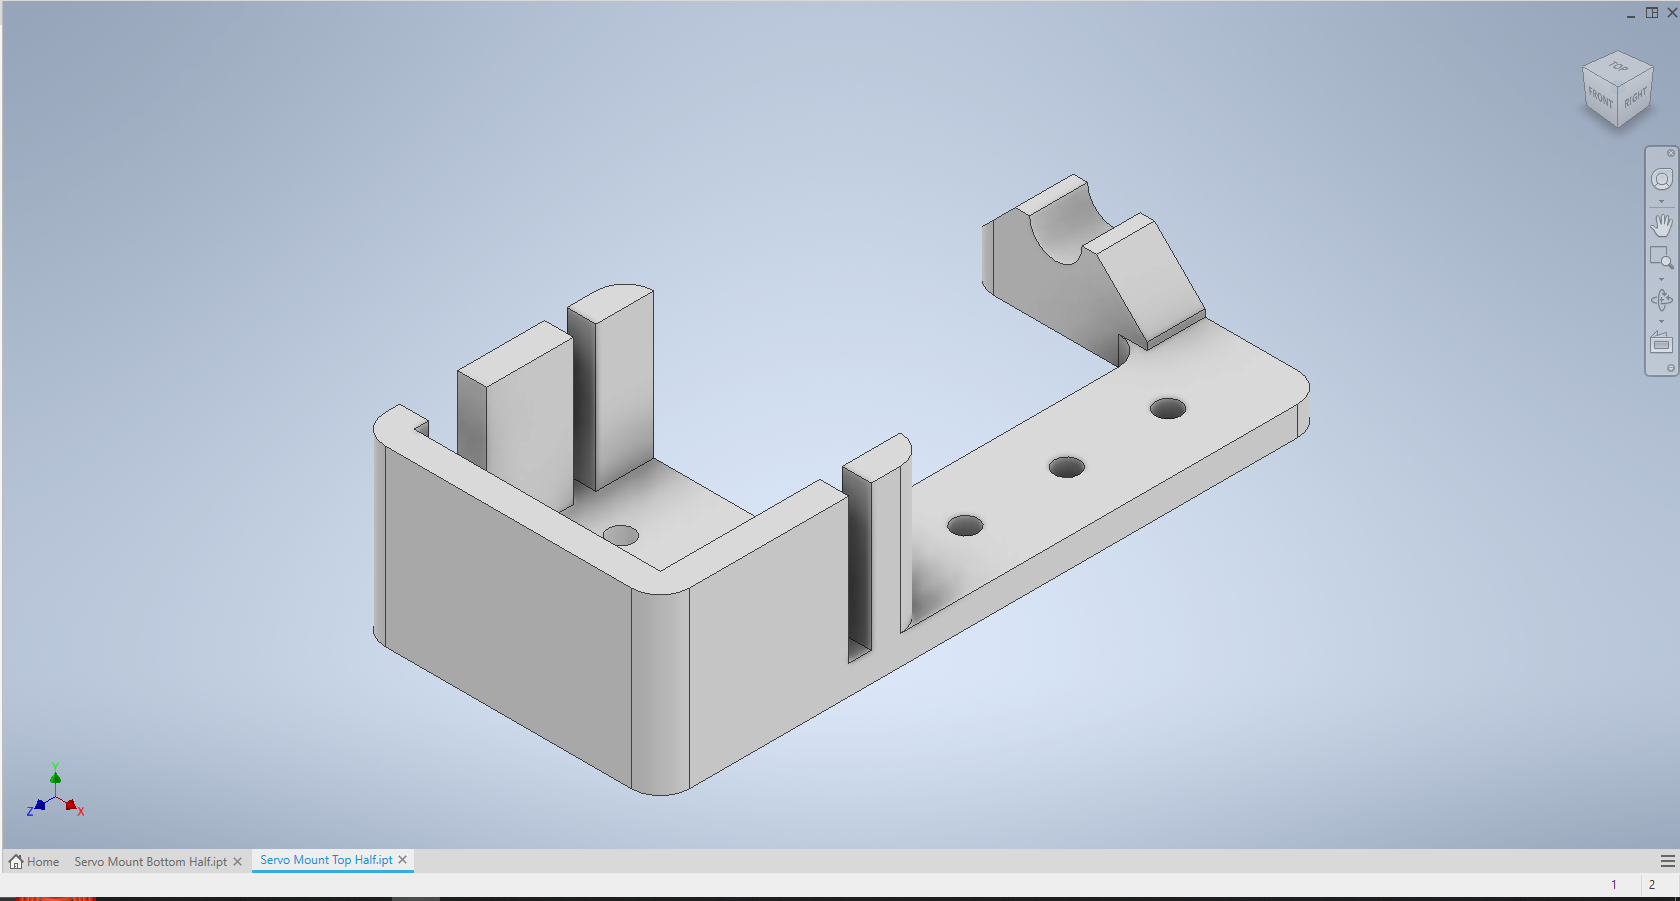 TOP
FRONT RIGHT
Y
Z X
Home Servo Mount Bottom Half.ipt Servo Mount Top Half.ipt
1 2